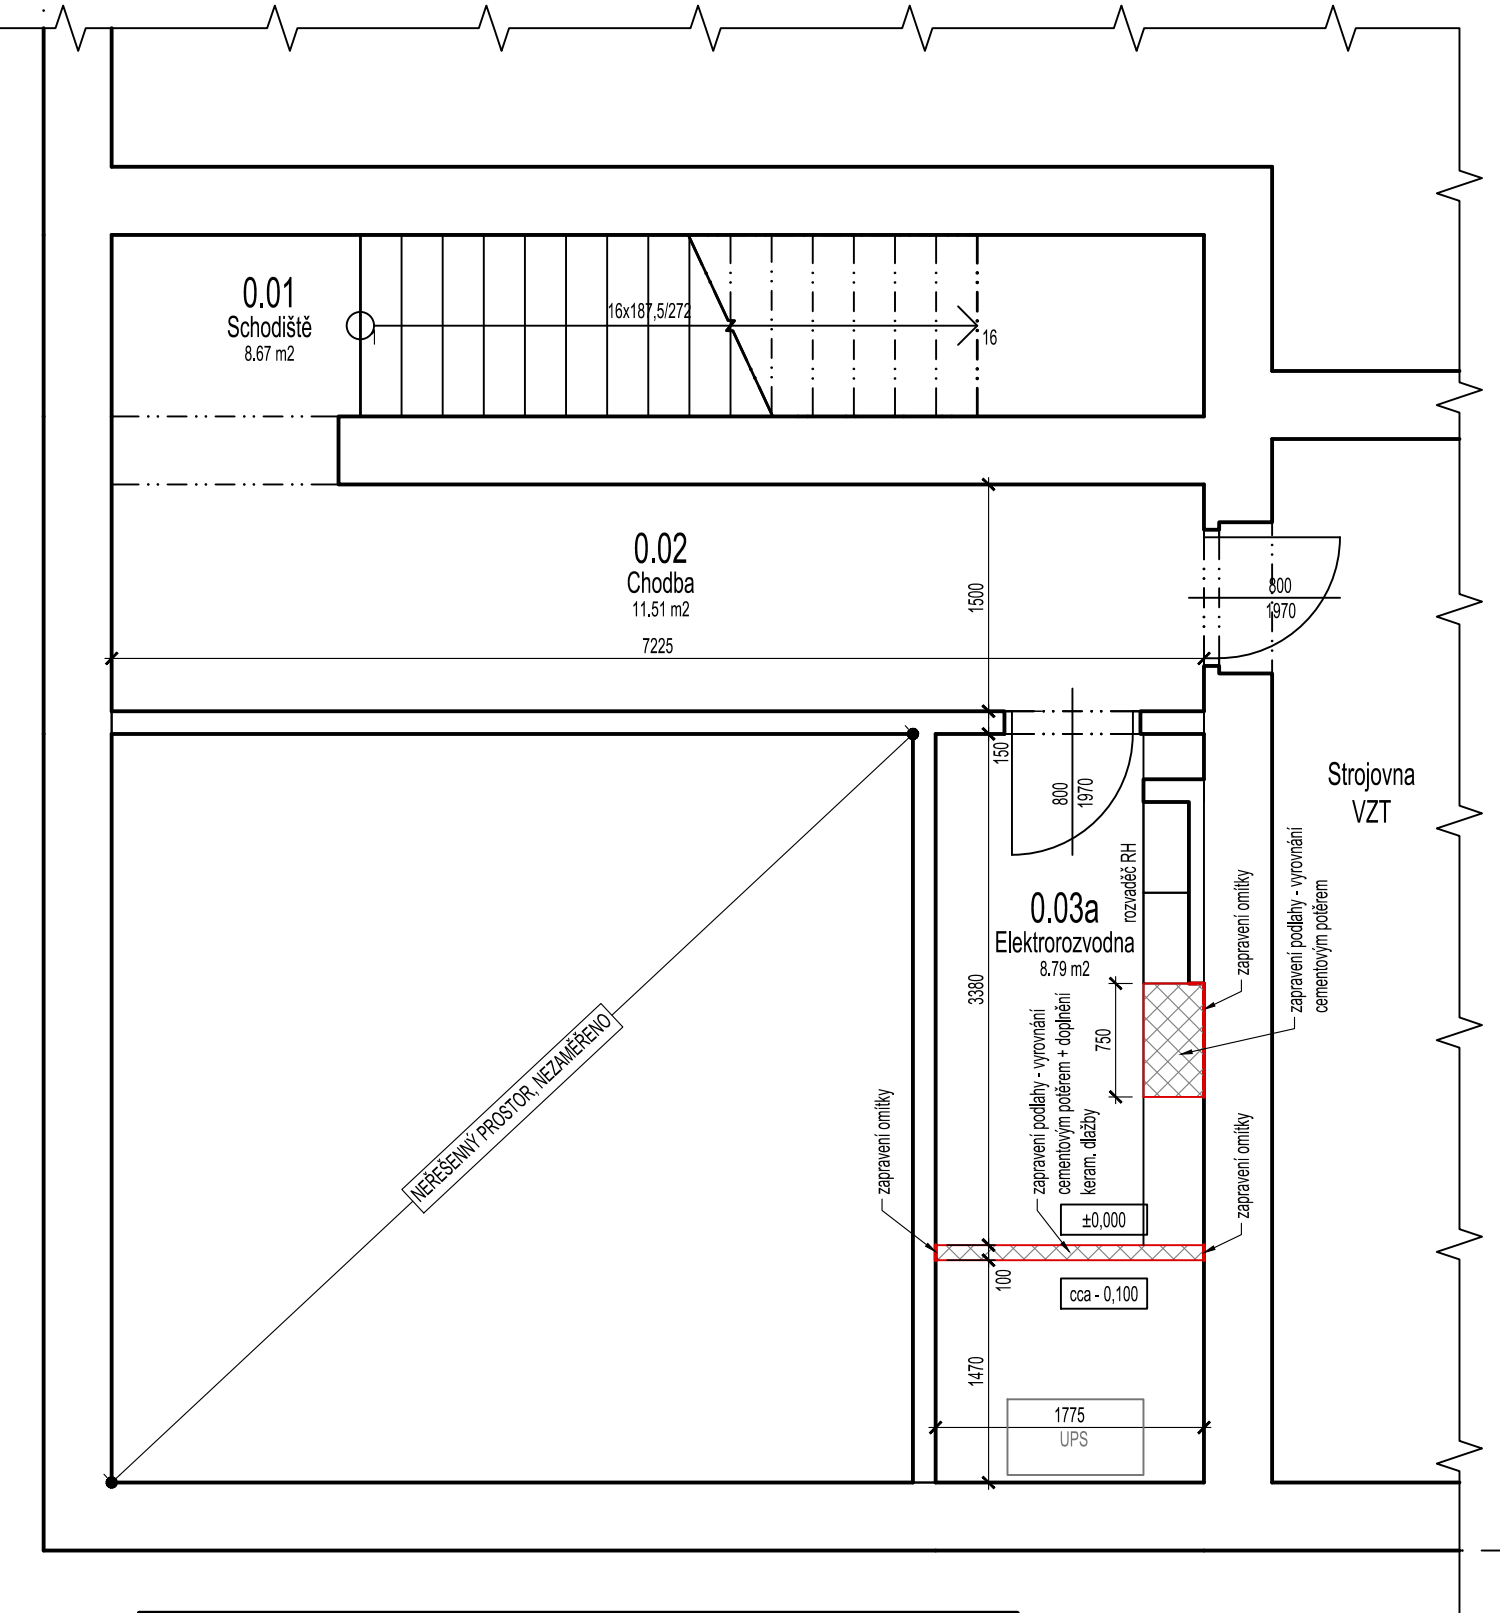 0.01
Schodiště
8.67 m2
16x187,5/272
16
0.02
Chodba
11.51 m2
7225
1500
800
1970
150
800
1970
Strojovna
VZT
rozvaděč RH
0.03a
Elektrorozvodna
8.79 m2
3380
750
zapravení omítky
zapravení podlahy - vyrovnání
cementovým potěrem
zapravení podlahy - vyrovnání
cementovým potěrem + doplnění
keram. dlažby
zapravení omítky
zapravení omítky
NEŘEŠENNÝ PROSTOR, NEZAMĚŘENO
±0,000
100
cca - 0,100
1470
1775
UPS